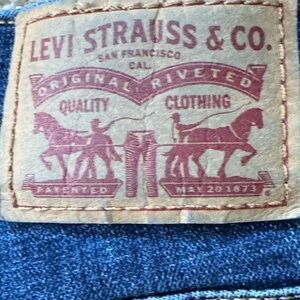 LEVI STRAUSS & CO.
SAN FRANCISCO
CAL.
ORIGINAL RIVETED
QUALITY CLOTHING
PATENTED MAY 20 1873